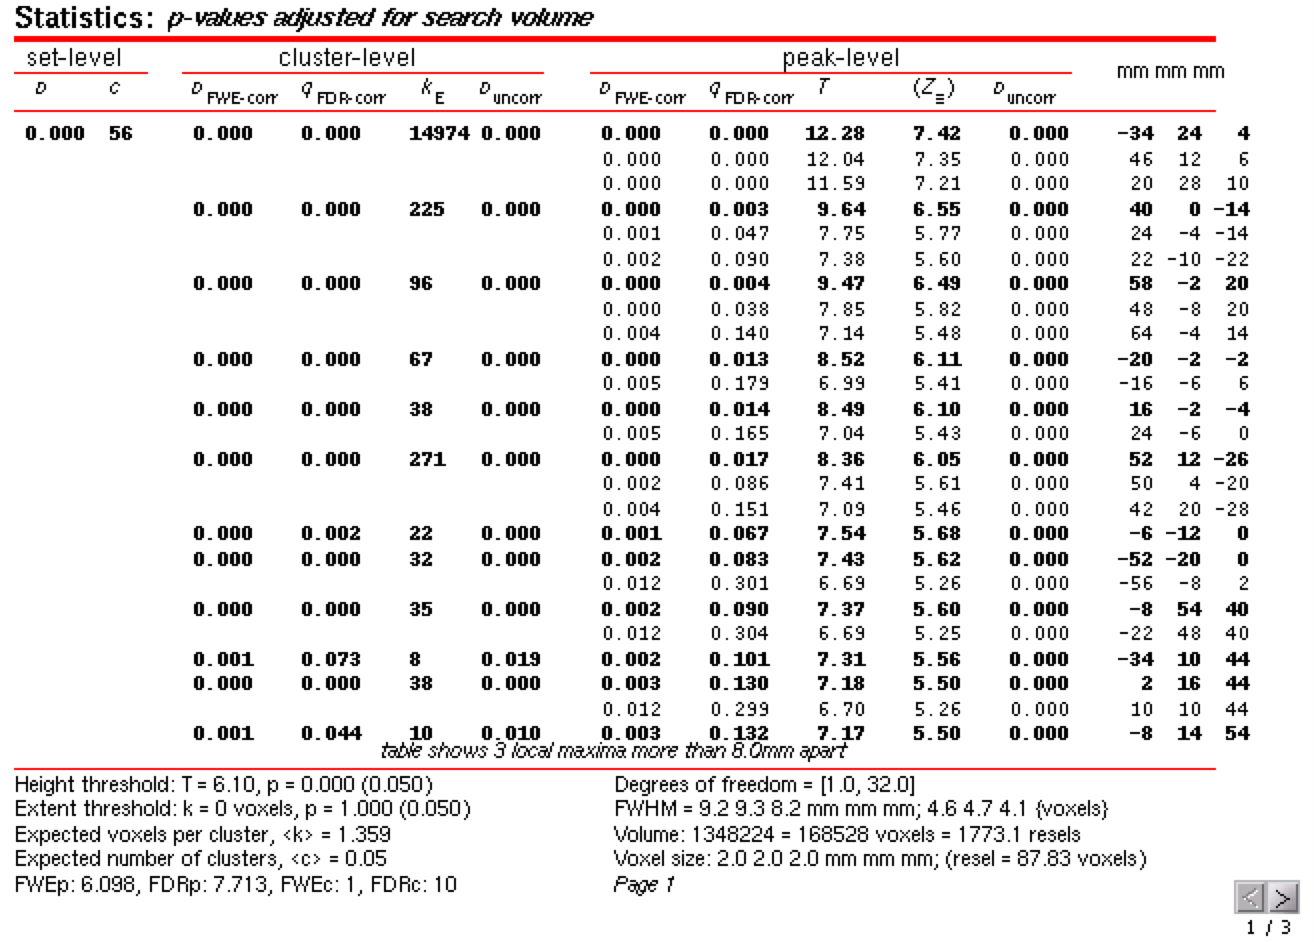 Statistics: p-values adjusted for search volume
set-level cluster-level peak-level mm mm mm
p c p FWE-corr q FDR-corr k E p uncorr p FWE-corr q FDR-corr T (Z≡) p uncorr
0.000 56 0.000 0.000 14974 0.000 0.000 0.000 12.28 7.42 0.000 -34 24 4
0.000 0.000 12.04 7.35 0.000 46 12 6
0.000 0.000 11.59 7.21 0.000 20 28 10
0.000 0.000 225 0.000 0.000 0.003 9.64 6.55 0.000 40 0 -14
0.001 0.047 7.75 5.77 0.000 24 -4 -14
0.002 0.090 7.38 5.60 0.000 22 -10 -22
0.000 0.000 96 0.000 0.000 0.004 9.47 6.49 0.000 58 -2 20
0.000 0.038 7.85 5.82 0.000 48 -8 20
0.004 0.140 7.14 5.48 0.000 64 -4 14
0.000 0.000 67 0.000 0.000 0.013 8.52 6.11 0.000 -20 -2 -2
0.005 0.179 6.99 5.41 0.000 -16 -6 6
0.000 0.000 38 0.000 0.000 0.014 8.49 6.10 0.000 16 -2 -4
0.005 0.165 7.04 5.43 0.000 24 -6 0
0.000 0.000 271 0.000 0.000 0.017 8.36 6.05 0.000 52 12 -26
0.002 0.086 7.41 5.61 0.000 50 4 -20
0.004 0.151 7.09 5.46 0.000 42 20 -28
0.000 0.002 22 0.000 0.001 0.067 7.54 5.68 0.000 -6 -12 0
0.000 0.000 32 0.000 0.002 0.083 7.43 5.62 0.000 -52 -20 0
0.012 0.301 6.69 5.26 0.000 -56 -8 2
0.000 0.000 35 0.000 0.002 0.090 7.37 5.60 0.000 -8 54 40
0.012 0.304 6.69 5.25 0.000 -22 48 40
0.001 0.073 8 0.019 0.002 0.101 7.31 5.56 0.000 -34 10 44
0.000 0.000 38 0.000 0.003 0.130 7.18 5.50 0.000 2 16 44
0.012 0.299 6.70 5.26 0.000 10 10 44
0.001 0.044 10 0.010 0.003 0.132 7.17 5.50 0.000 -8 14 54
table shows 3 local maxima more than 8.0mm apart
Height threshold: T = 6.10, p = 0.000 (0.050) Degrees of freedom = [1.0, 32.0]
Extent threshold: k = 0 voxels, p = 1.000 (0.050) FWHM = 9.2 9.3 8.2 mm mm mm; 4.6 4.7 4.1 {voxels}
Expected voxels per cluster, <k> = 1.359 Volume: 1348224 = 168528 voxels = 1773.1 resels
Expected number of clusters, <c> = 0.05 Voxel size: 2.0 2.0 2.0 mm mm mm; (resel = 87.83 voxels)
FWEp: 6.098, FDRp: 7.713, FWEc: 1, FDRc: 10 Page 1
< >
1 / 3